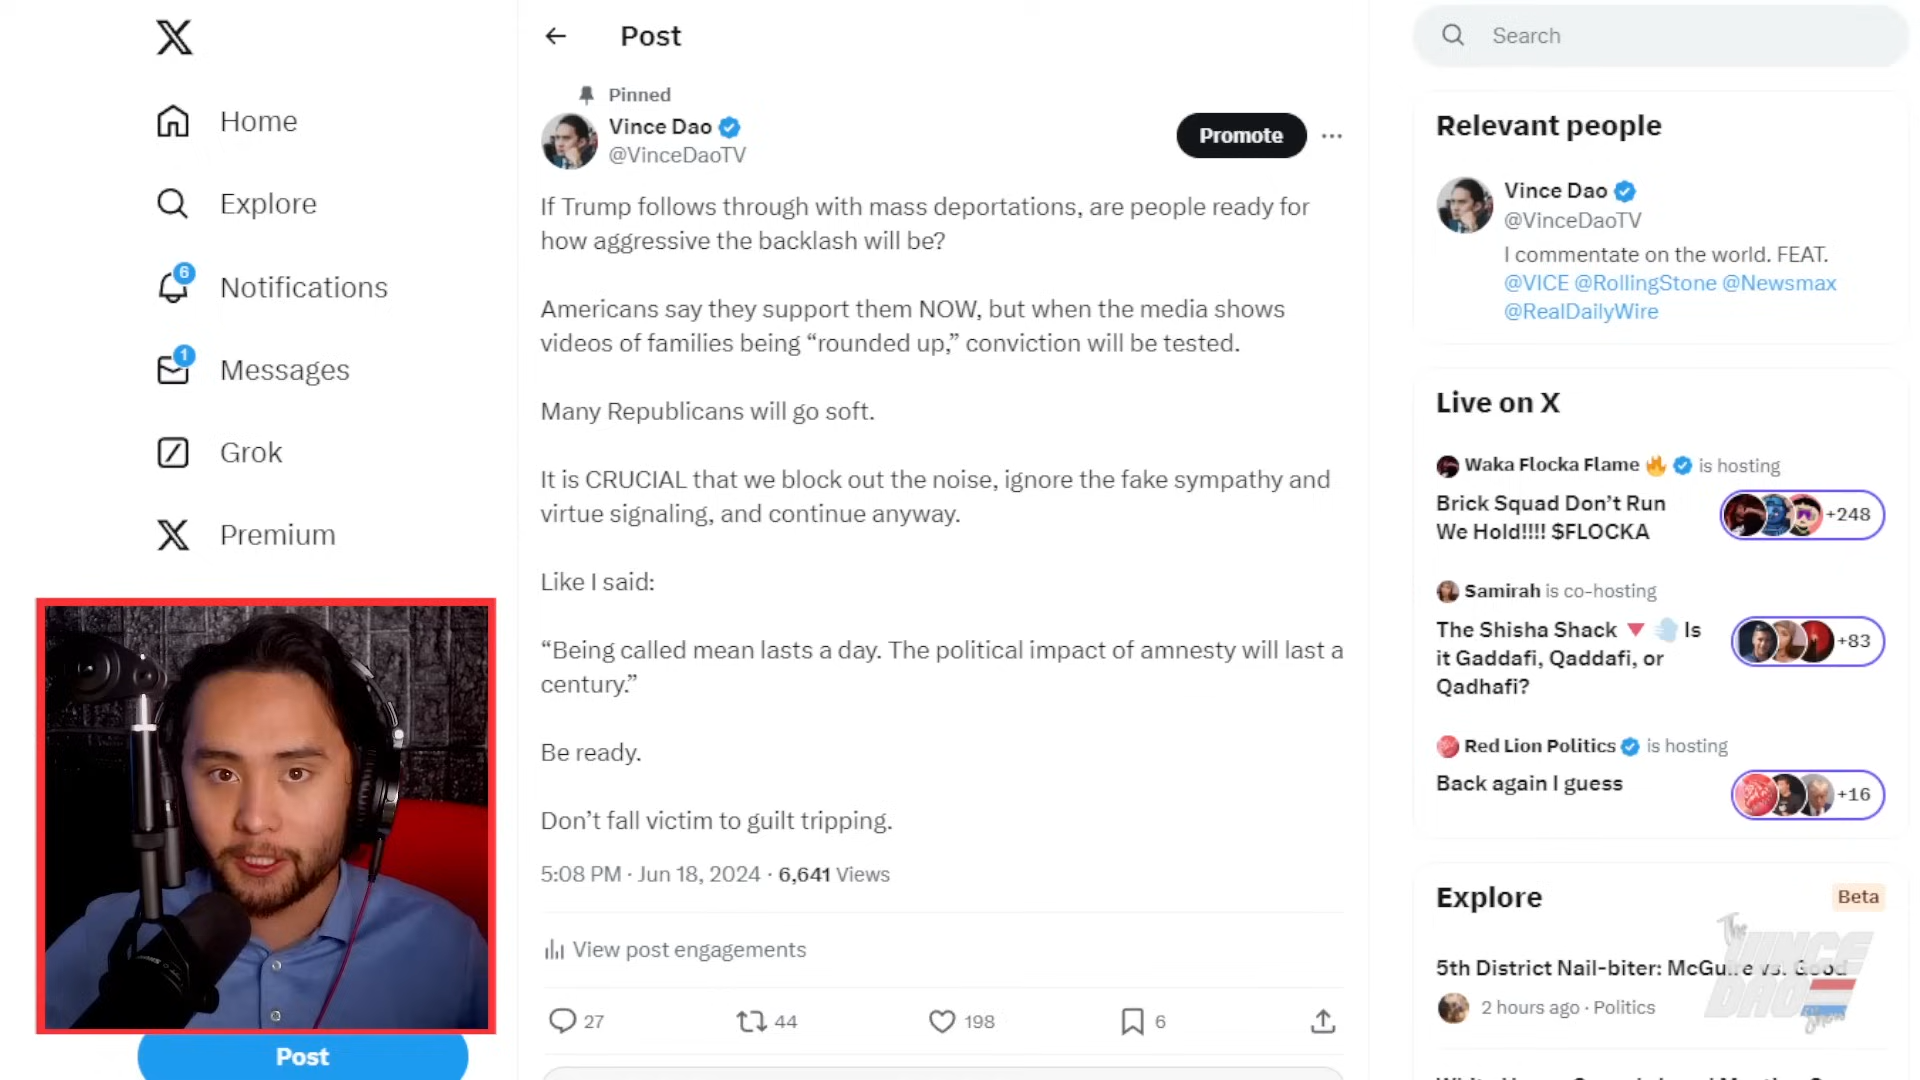 Home
Explore
6
Notifications
1
Messages
Grok
Premium
Post
Post
Pinned
Vince Dao
@VinceDaoTV
Promote
If Trump follows through with mass deportations, are people ready for
how aggressive the backlash will be?
Americans say they support them NOW, but when the media shows
videos of families being “rounded up,” conviction will be tested.
Many Republicans will go soft.
It is CRUCIAL that we block out the noise, ignore the fake sympathy and
virtue signaling, and continue anyway.
Like I said:
“Being called mean lasts a day. The political impact of amnesty will last a
century.”
Be ready.
Don’t fall victim to guilt tripping.
5:08 PM · Jun 18, 2024 · 6,641 Views
View post engagements
27
44
198
6
Search
Relevant people
Vince Dao
@VinceDaoTV
I commentate on the world. FEAT.
@VICE @RollingStone @Newsmax
@RealDailyWire
Live on X
Waka Flocka Flame 🔥 is hosting
Brick Squad Don’t Run
We Hold!!!! $FLOCKA
+248
Samirah is co-hosting
The Shisha Shack 🔻 💨 Is
it Gaddafi, Qaddafi, or
Qadhafi?
+83
Red Lion Politics is hosting
Back again I guess
+16
Explore
Beta
5th District Nail-biter: McGuire vs. Good
2 hours ago · Politics
The
VINCE
DAO
Show